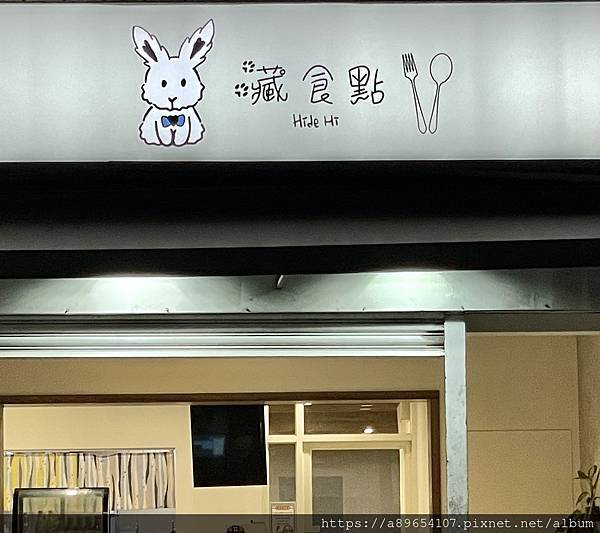 藏食點
Hide Hi
https://a89654107.pixnet.net/album